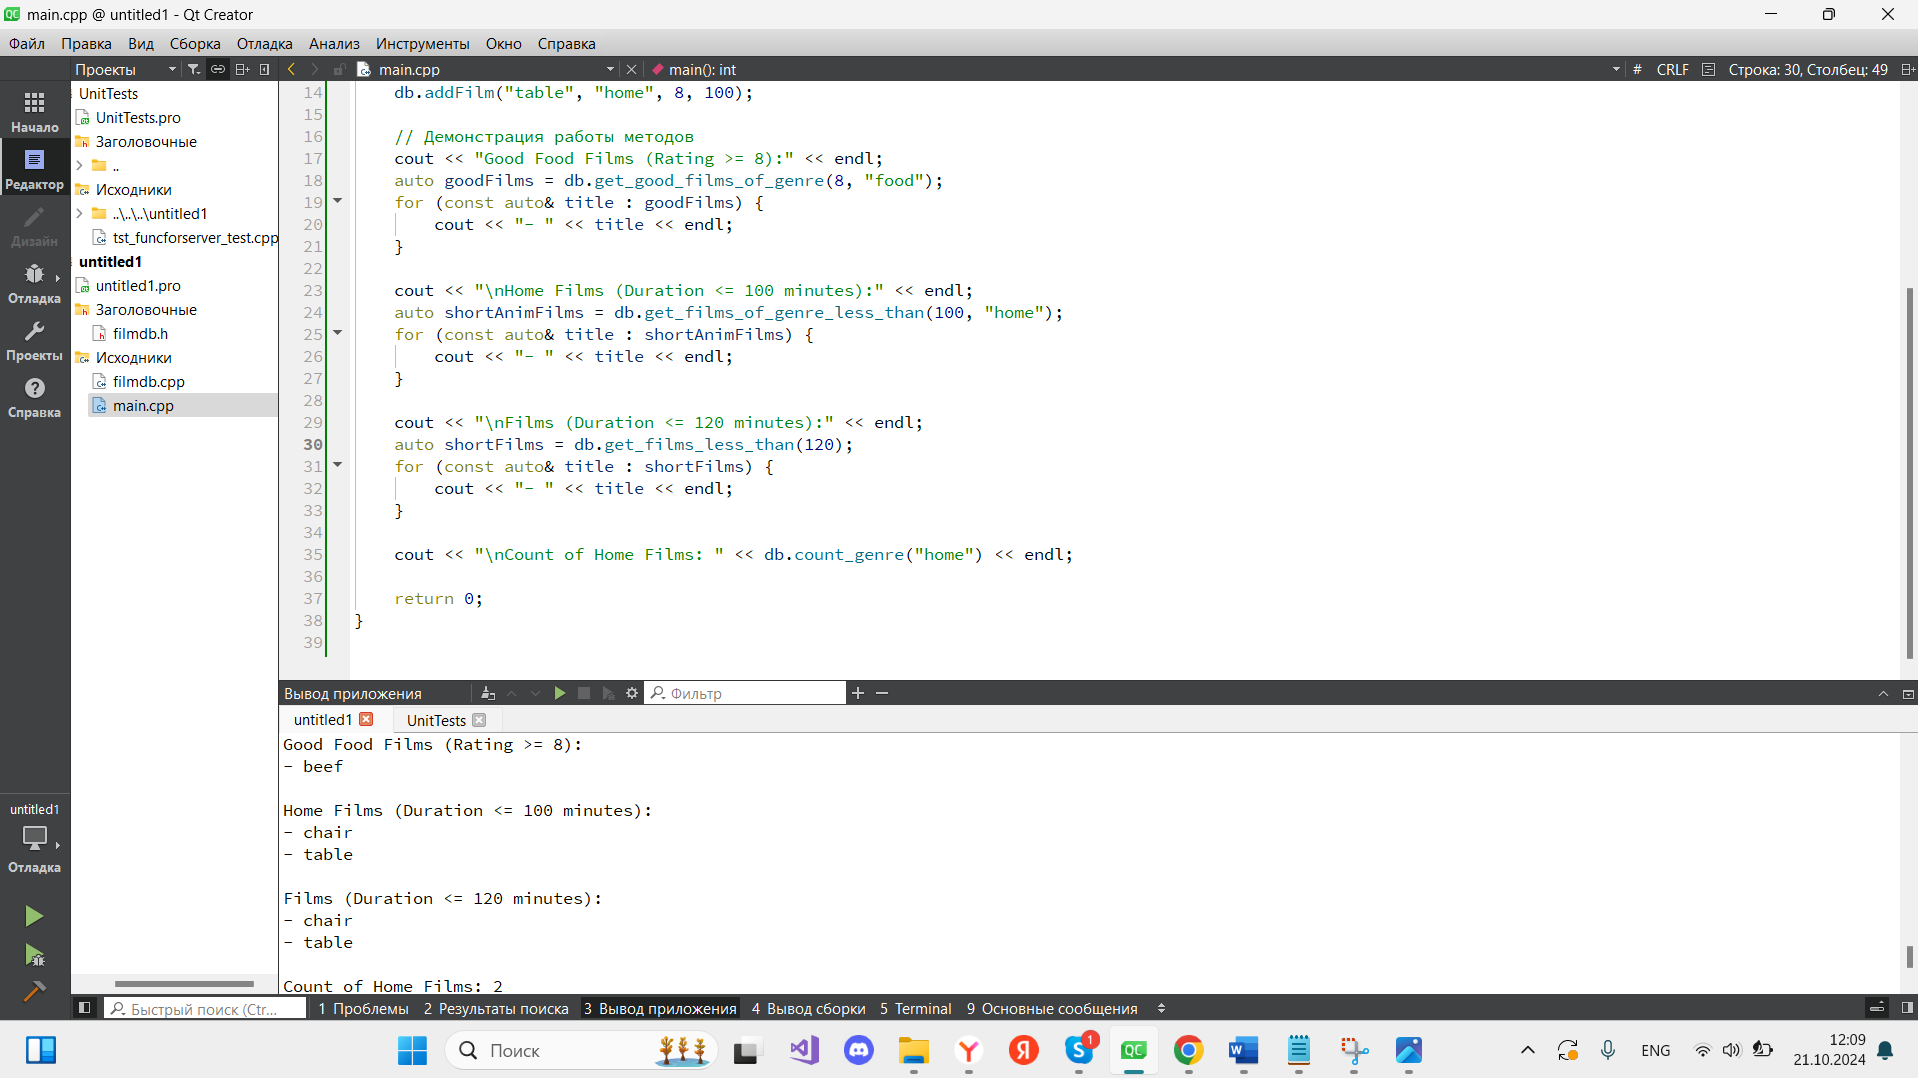 main.cpp @ untitled1 - Qt Creator
Файл Правка Вид Сборка Отладка Анализ Инструменты Окно Справка
Проекты
main.cpp
main(): int
# CRLF Строка: 30, Столбец: 49
Начало
Редактор
Дизайн
Отладка
Проекты
Справка
UnitTests
UnitTests.pro
Заголовочные
..
Исходники
..\..\..\untitled1
tst_funcforserver_test.cpp
untitled1
untitled1.pro
Заголовочные
filmdb.h
Исходники
filmdb.cpp
main.cpp
14 db.addFilm("table", "home", 8, 100);
15
16 // Демонстрация работы методов
17 cout << "Good Food Films (Rating >= 8):" << endl;
18 auto goodFilms = db.get_good_films_of_genre(8, "food");
19 for (const auto& title : goodFilms) {
20 cout << "- " << title << endl;
21 }
22
23 cout << "\nHome Films (Duration <= 100 minutes):" << endl;
24 auto shortAnimFilms = db.get_films_of_genre_less_than(100, "home");
25 for (const auto& title : shortAnimFilms) {
26 cout << "- " << title << endl;
27 }
28
29 cout << "\nFilms (Duration <= 120 minutes):" << endl;
30 auto shortFilms = db.get_films_less_than(120);
31 for (const auto& title : shortFilms) {
32 cout << "- " << title << endl;
33 }
34
35 cout << "\nCount of Home Films: " << db.count_genre("home") << endl;
36
37 return 0;
38 }
39
Вывод приложения
Фильтр
untitled1
UnitTests
Good Food Films (Rating >= 8):
- beef
Home Films (Duration <= 100 minutes):
- chair
- table
Films (Duration <= 120 minutes):
- chair
- table
Count of Home Films: 2
untitled1
Отладка
Быстрый поиск (Ctr...
1 Проблемы 2 Результаты поиска 3 Вывод приложения 4 Вывод сборки 5 Terminal 9 Основные сообщения
Поиск
1
QC
ENG
12:09
21.10.2024